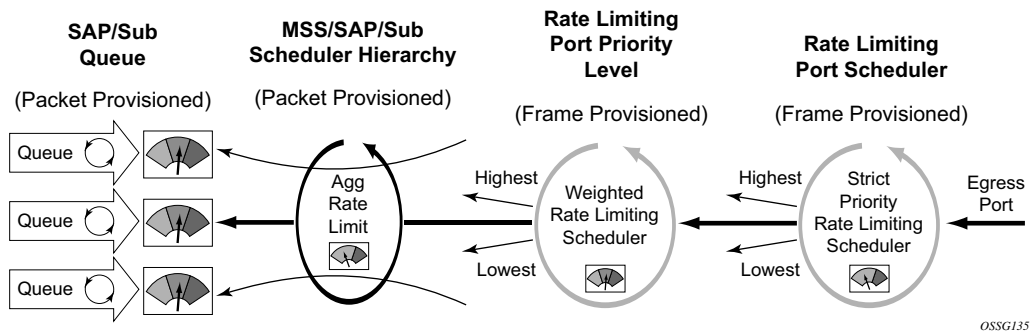 SAP/Sub
Queue
(Packet Provisioned)
MSS/SAP/Sub
Scheduler Hierarchy
(Packet Provisioned)
Rate Limiting
Port Priority
Level
(Frame Provisioned)
Rate Limiting
Port Scheduler
(Frame Provisioned)
Queue
Queue
Queue
Agg
Rate
Limit
Highest
Lowest
Weighted
Rate Limiting
Scheduler
Highest
Lowest
Strict
Priority
Rate Limiting
Scheduler
Egress
Port
OSSG135